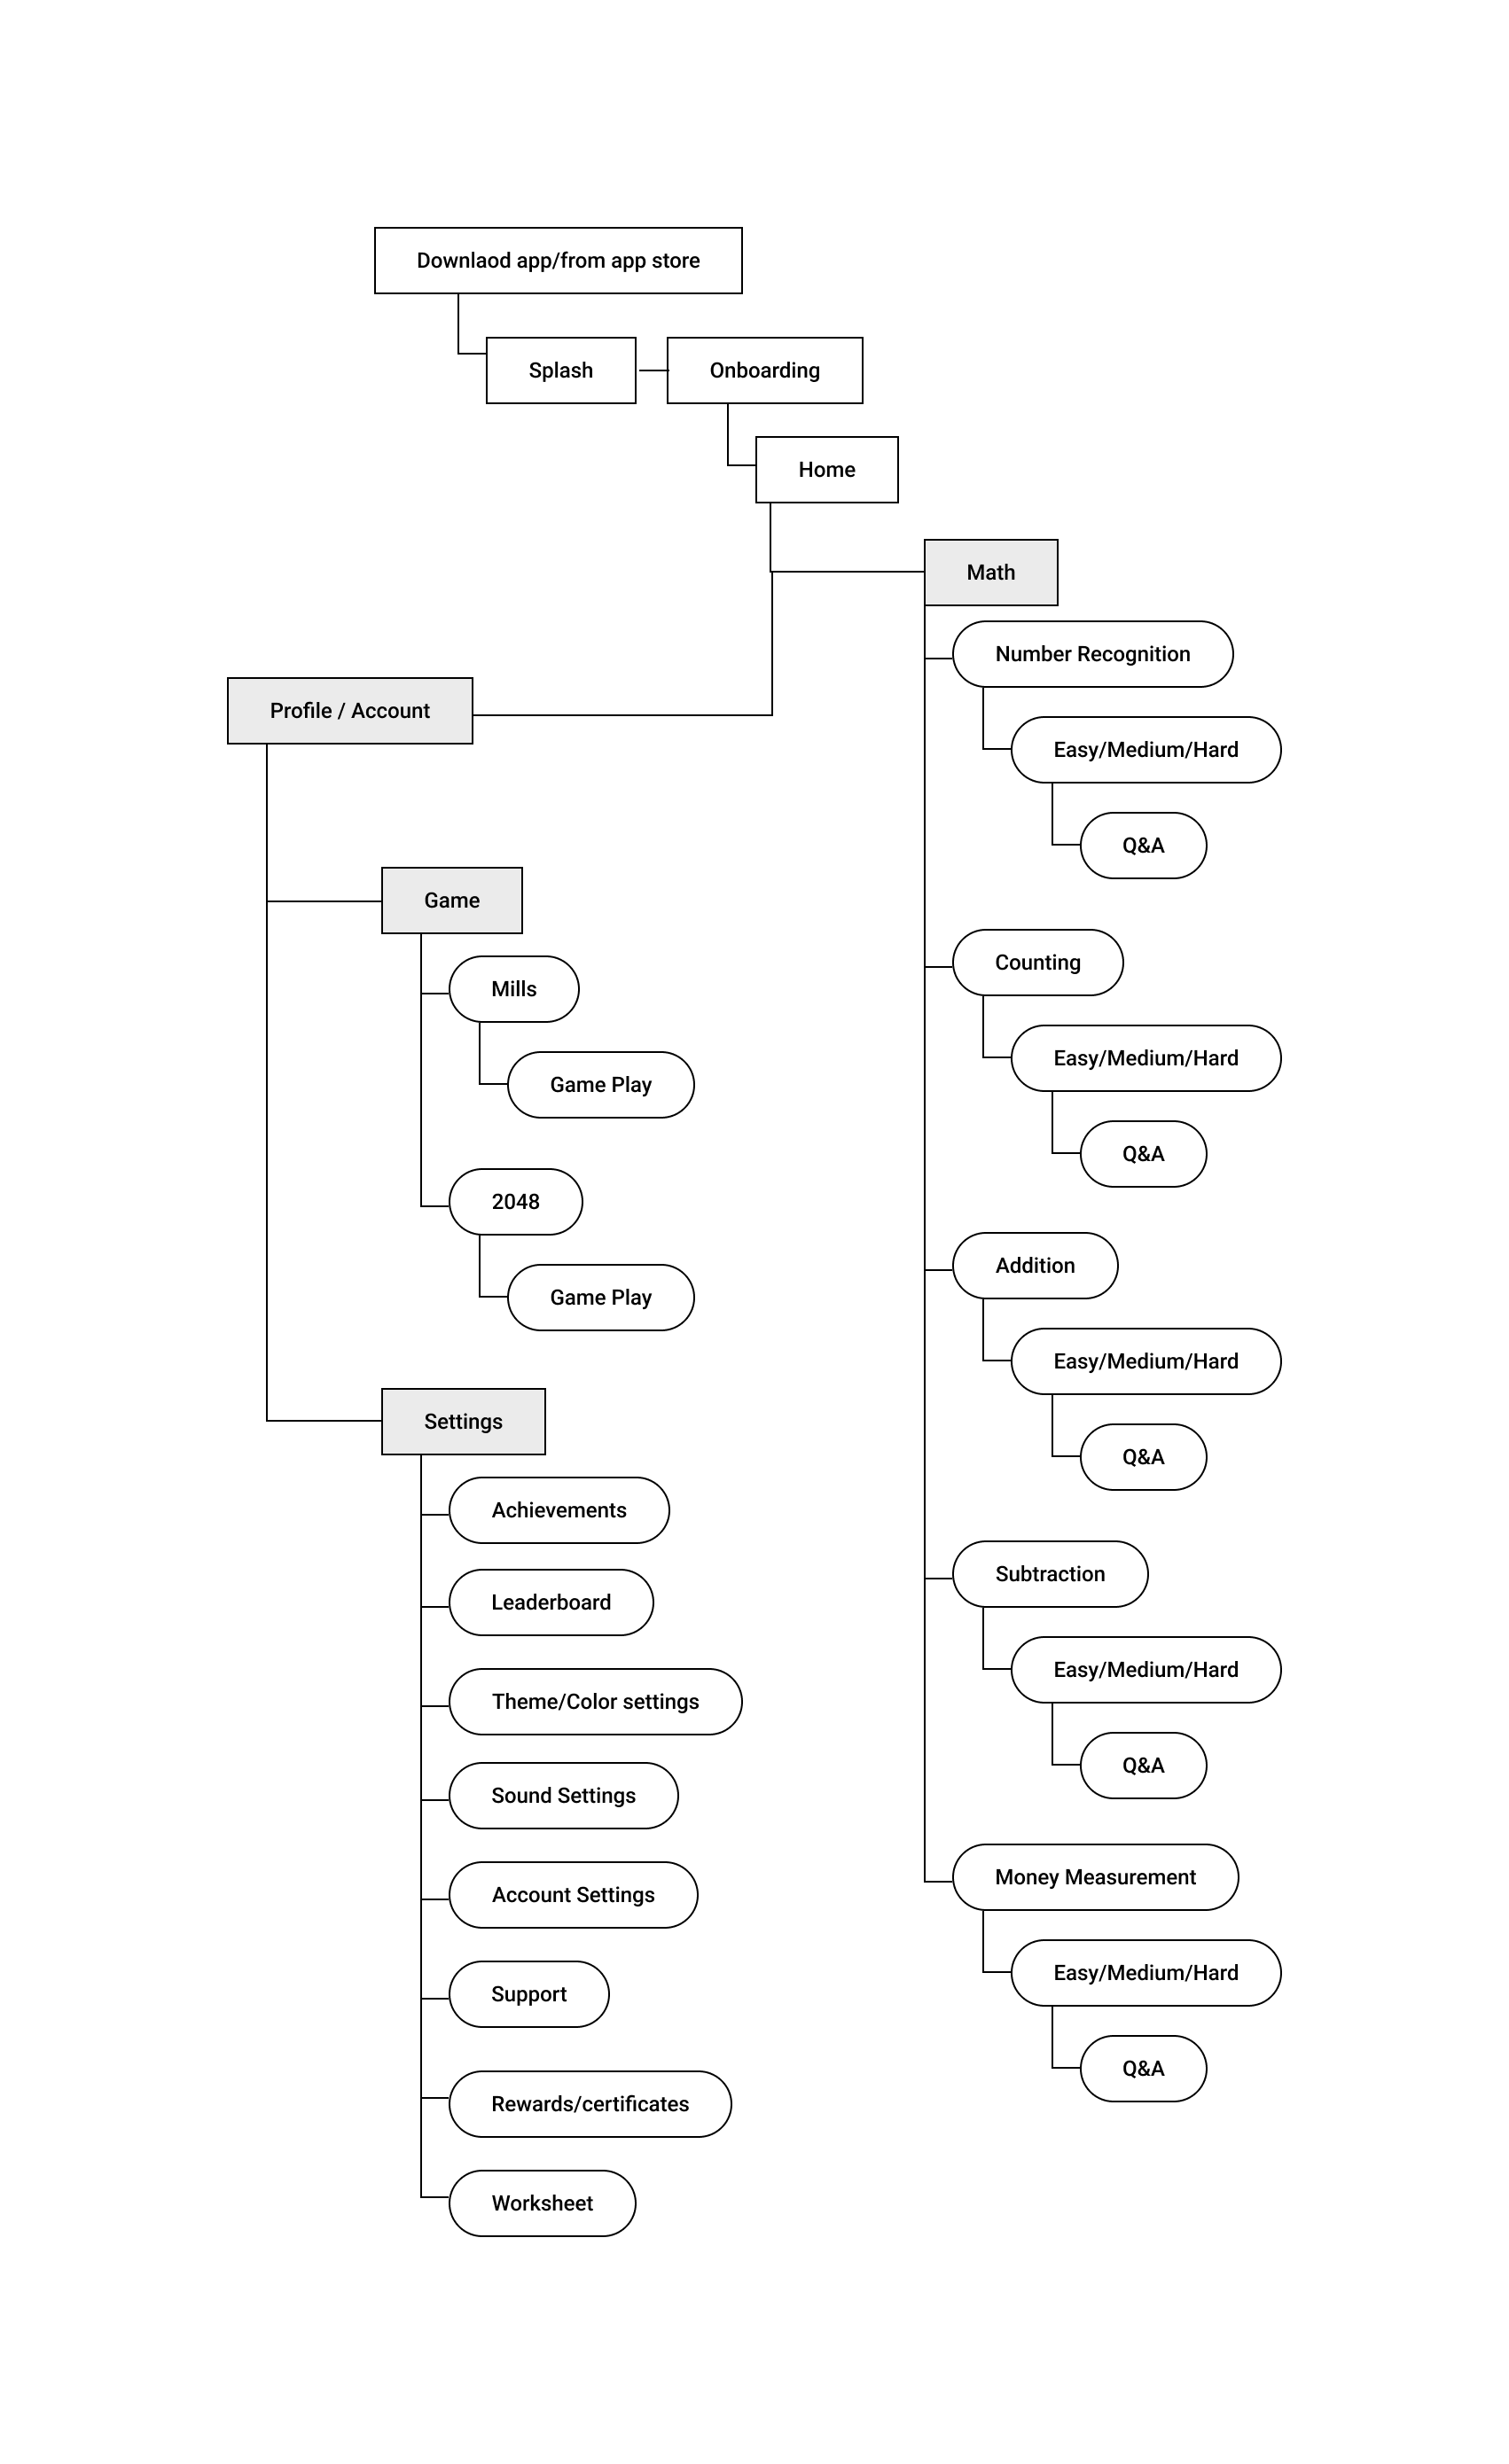 Downlaod app/from app store
Splash
Onboarding
Home
Math
Number Recognition
Easy/Medium/Hard
Q&A
Counting
Easy/Medium/Hard
Q&A
Addition
Easy/Medium/Hard
Q&A
Subtraction
Easy/Medium/Hard
Q&A
Money Measurement
Easy/Medium/Hard
Q&A
Profile / Account
Game
Mills
Game Play
2048
Game Play
Settings
Achievements
Leaderboard
Theme/Color settings
Sound Settings
Account Settings
Support
Rewards/certificates
Worksheet